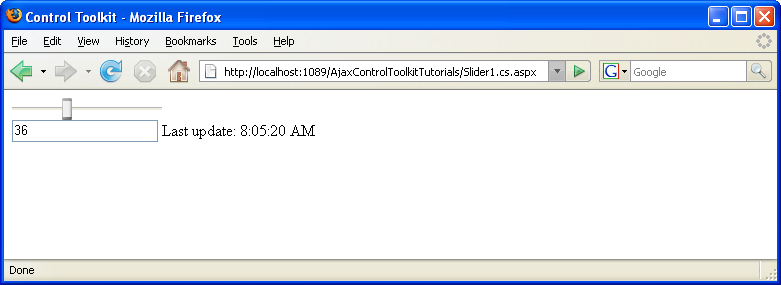 Control Toolkit - Mozilla Firefox
File Edit View History Bookmarks Tools Help
http://localhost:1089/AjaxControlToolkitTutorials/Slider1.cs.aspx G Google
36 Last update: 8:05:20 AM
Done